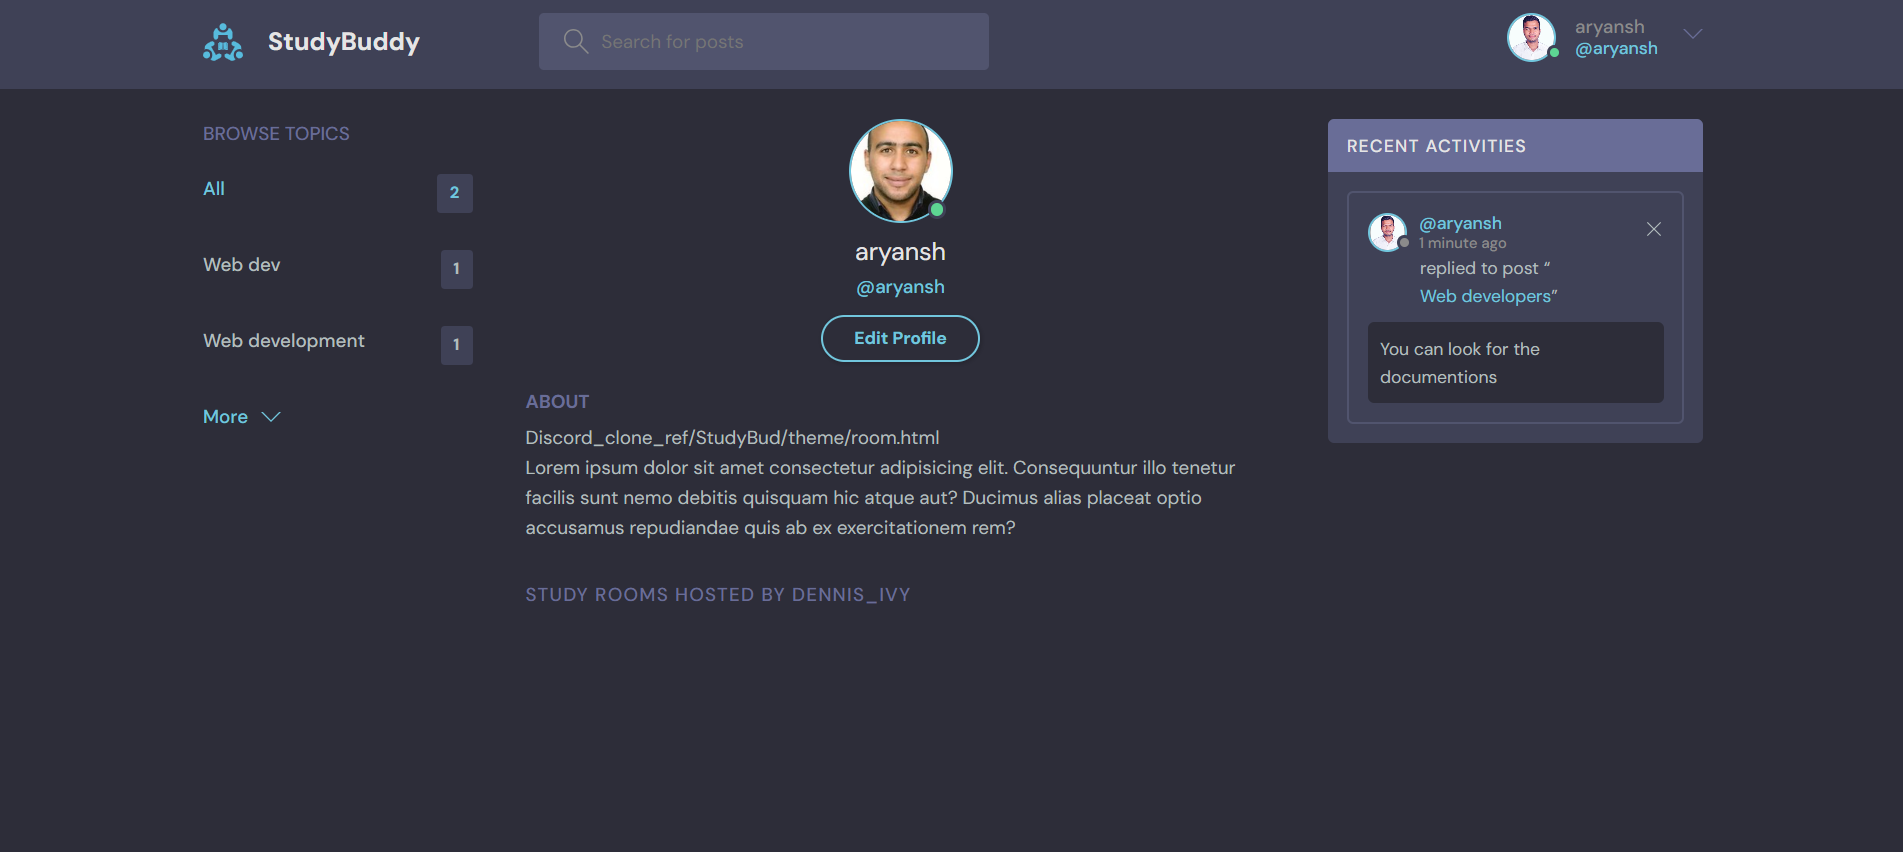 StudyBuddy
Search for posts
aryansh
@aryansh
BROWSE TOPICS
All
2
Web dev
1
Web development
1
More
aryansh
@aryansh
Edit Profile
ABOUT
Discord_clone_ref/StudyBud/theme/room.html
Lorem ipsum dolor sit amet consectetur adipisicing elit. Consequuntur illo tenetur
facilis sunt nemo debitis quisquam hic atque aut? Ducimus alias placeat optio
accusamus repudiandae quis ab ex exercitationem rem?
STUDY ROOMS HOSTED BY DENNIS_IVY
RECENT ACTIVITIES
@aryansh
1 minute ago
replied to post “
Web developers”
You can look for the
documentions